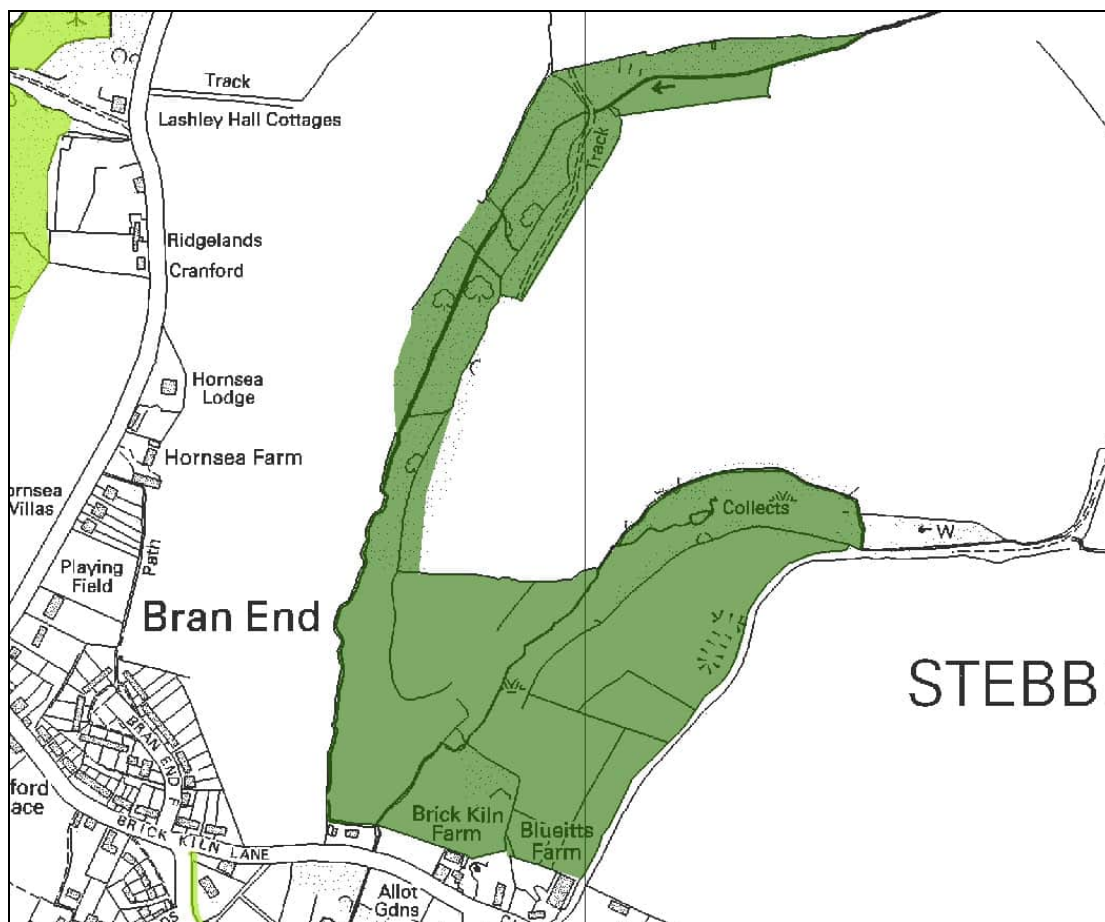 Track
Lashley Hall Cottages
Track
Ridgelands
Cranford
Hornsea
Lodge
Hornsea Farm
ornsea
Villas
Path
Playing
Field
Collects
W
Bran End
STEBB
BRAN END
ford
ace
BRICK KILN LANE
Brick Kiln
Farm
Blueitts
Farm
Allot
Gdns